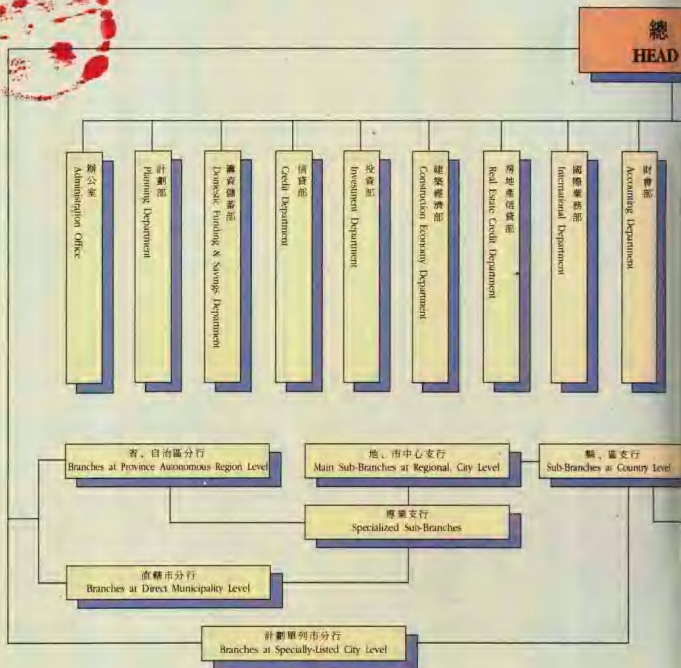 總
HEAD
辦公室
Administration Office
計劃部
Planning Department
籌資儲蓄部
Domestic Funding & Savings Department
信貸部
Credit Department
投資部
Investment Department
建築經濟部
Construction Economy Department
房地產信貸部
Real Estate Credit Department
國際業務部
International Department
財會部
Accounting Department
省、自治區分行
Branches at Province Autonomous Region Level
地、市中心支行
Main Sub-Branches at Regional, City Level
縣、區支行
Sub-Branches at Country Level
專業支行
Specialized Sub-Branches
直轄市分行
Branches at Direct Municipality Level
計劃單列市分行
Branches at Specially-Listed City Level